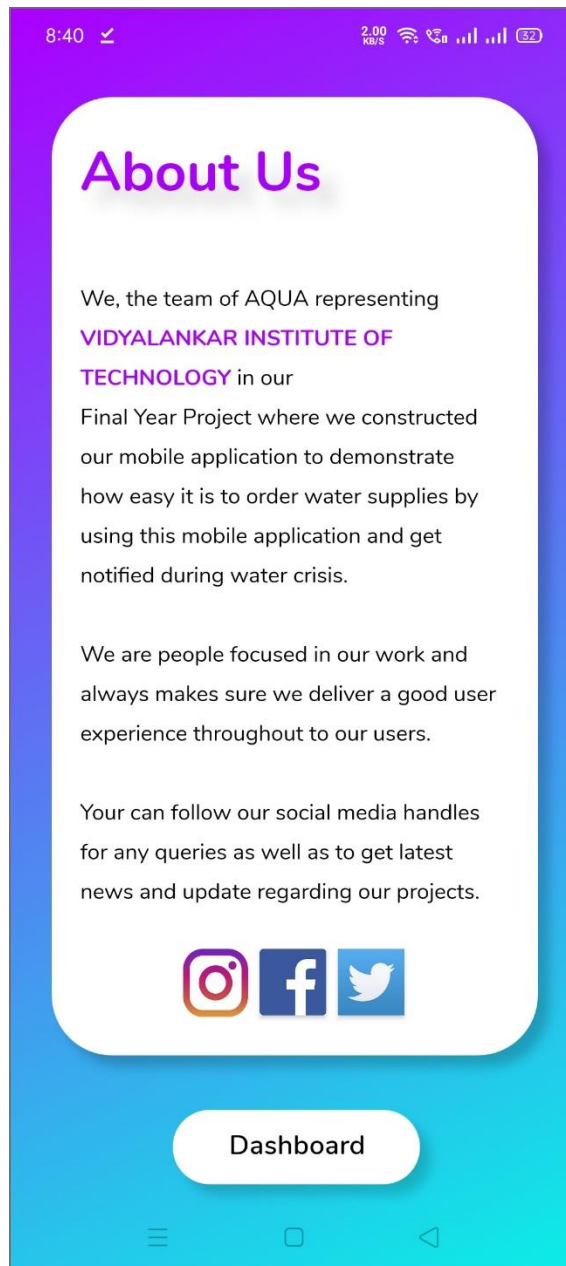 8:40 2.00 KB/S 32
About Us
We, the team of AQUA representing
VIDYALANKAR INSTITUTE OF
TECHNOLOGY in our
Final Year Project where we constructed
our mobile application to demonstrate
how easy it is to order water supplies by
using this mobile application and get
notified during water crisis.
We are people focused in our work and
always makes sure we deliver a good user
experience throughout to our users.
Your can follow our social media handles
for any queries as well as to get latest
news and update regarding our projects.
Dashboard